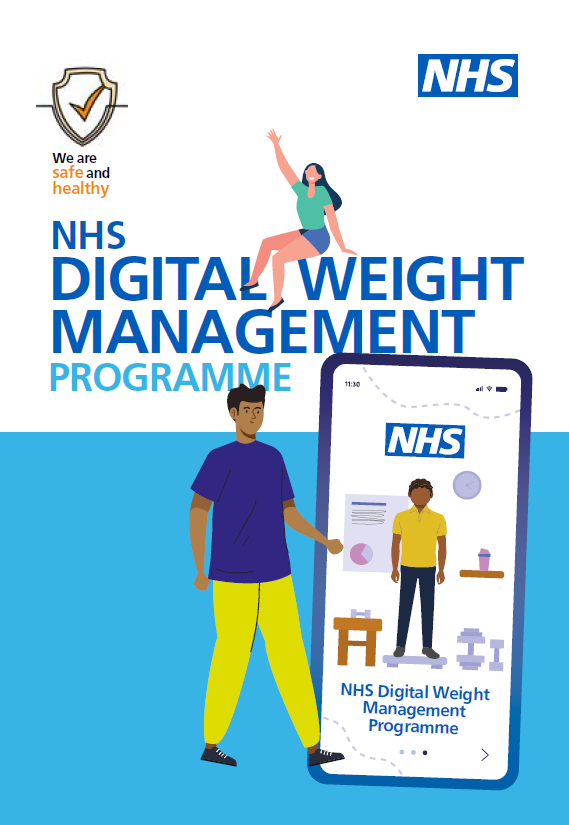 NHS
We are
safe and
healthy
NHS
DIGITAL WEIGHT
MANAGEMENT
PROGRAMME
11:30
NHS
NHS Digital Weight
Management
Programme